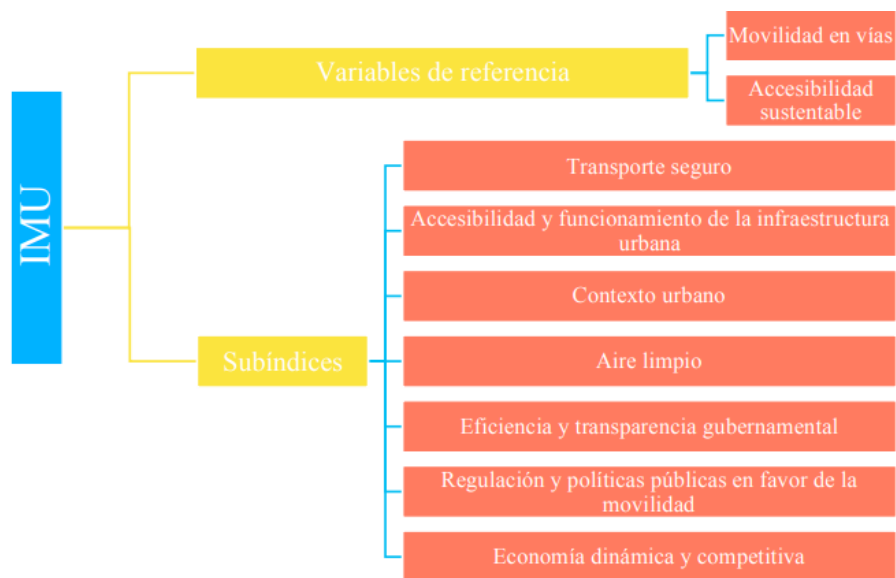 IMU
Variables de referencia
Movilidad en vías
Accesibilidad
sustentable
Subíndices
Transporte seguro
Accesibilidad y funcionamiento de la infraestructura
urbana
Contexto urbano
Aire limpio
Eficiencia y transparencia gubernamental
Regulación y políticas públicas en favor de la
movilidad
Economía dinámica y competitiva